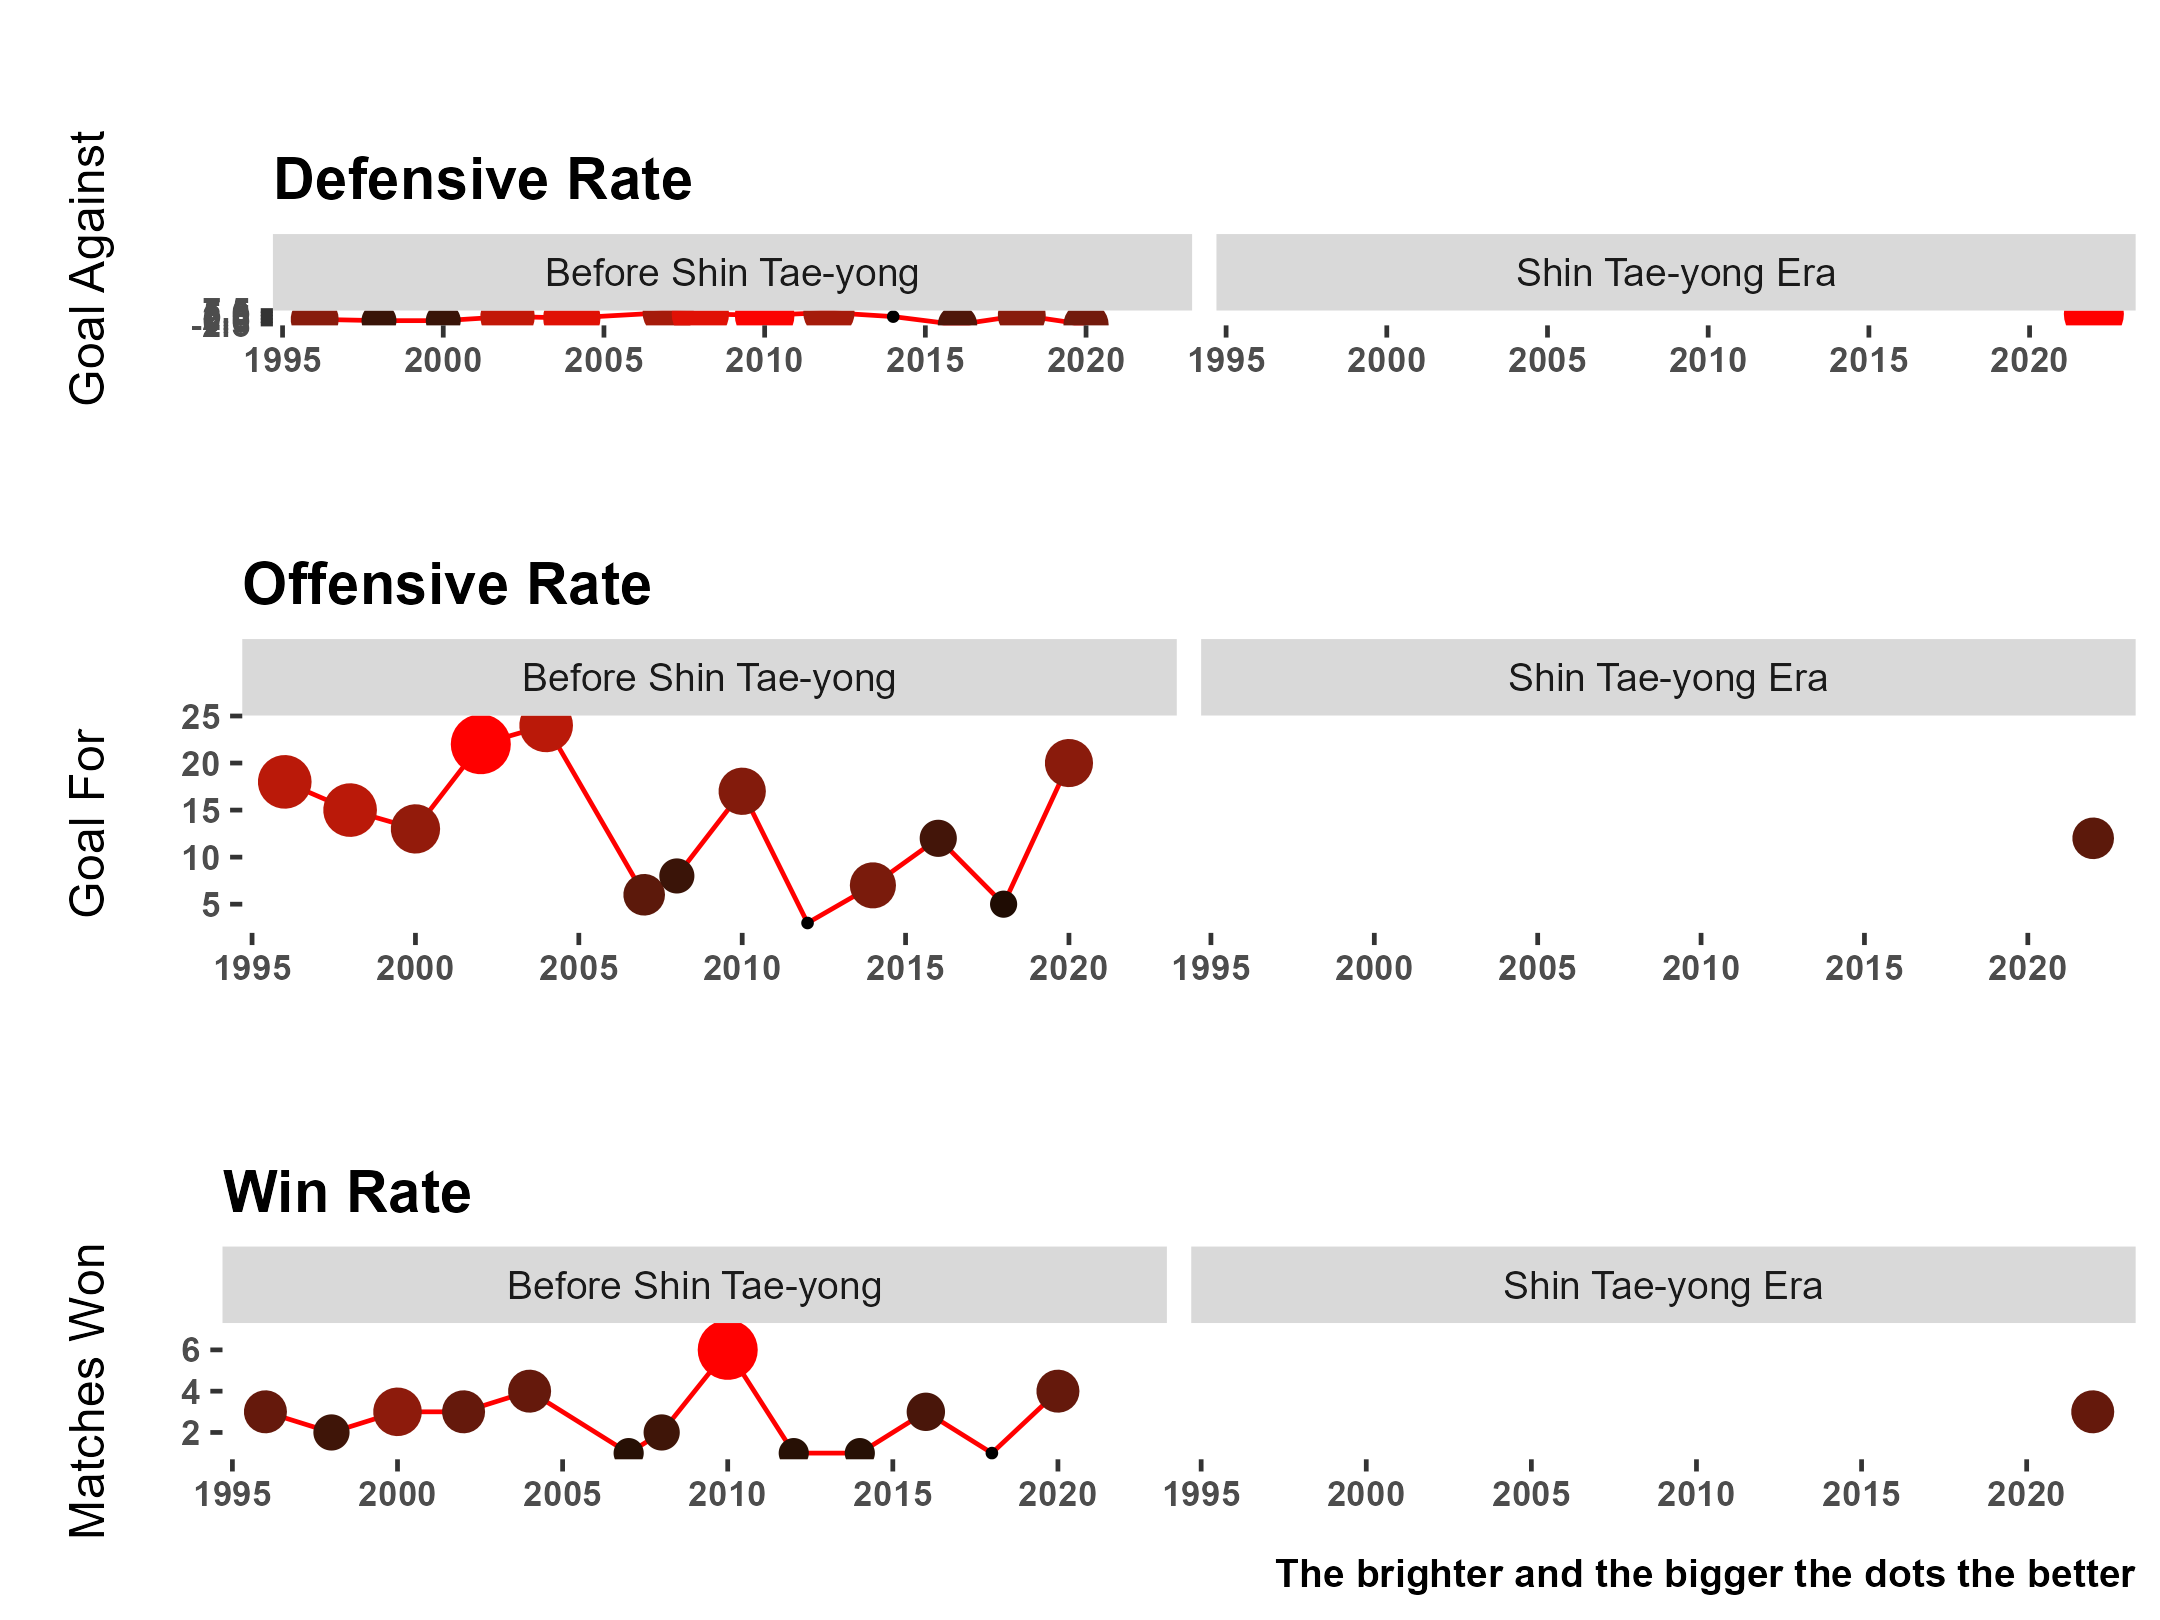 Defensive Rate
Goal Against
Before Shin Tae-yong
Shin Tae-yong Era
1995 2000 2005 2010 2015 2020 1995 2000 2005 2010 2015 2020
Offensive Rate
Goal For
Before Shin Tae-yong
Shin Tae-yong Era
25
20
15
10
5
1995 2000 2005 2010 2015 2020 1995 2000 2005 2010 2015 2020
Win Rate
Matches Won
Before Shin Tae-yong
Shin Tae-yong Era
6
4
2
1995 2000 2005 2010 2015 2020 1995 2000 2005 2010 2015 2020
The brighter and the bigger the dots the better